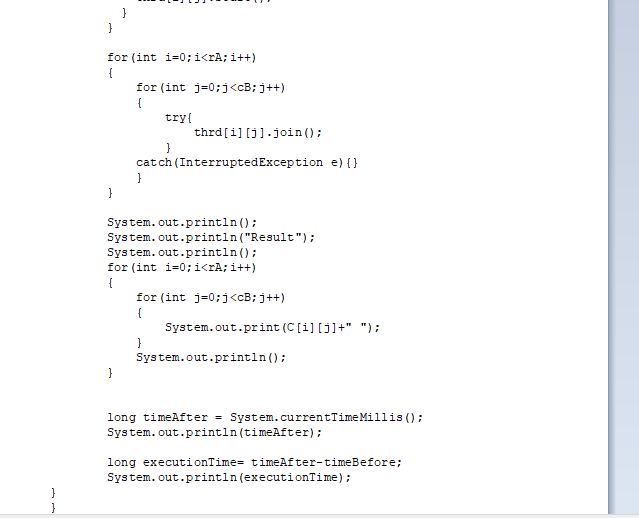 }
}
for(int i=0;i<rA;i++)
{
for(int j=0;j<cB;j++)
{
try{
thrd[i][j].join();
}
catch(InterruptedException e){}
}
}
System.out.println();
System.out.println("Result");
System.out.println();
for(int i=0;i<rA;i++)
{
for(int j=0;j<cB;j++)
{
System.out.print(C[i][j]+" ");
}
System.out.println();
}
long timeAfter = System.currentTimeMillis();
System.out.println(timeAfter);
long executionTime= timeAfter-timeBefore;
System.out.println(executionTime);
}
}